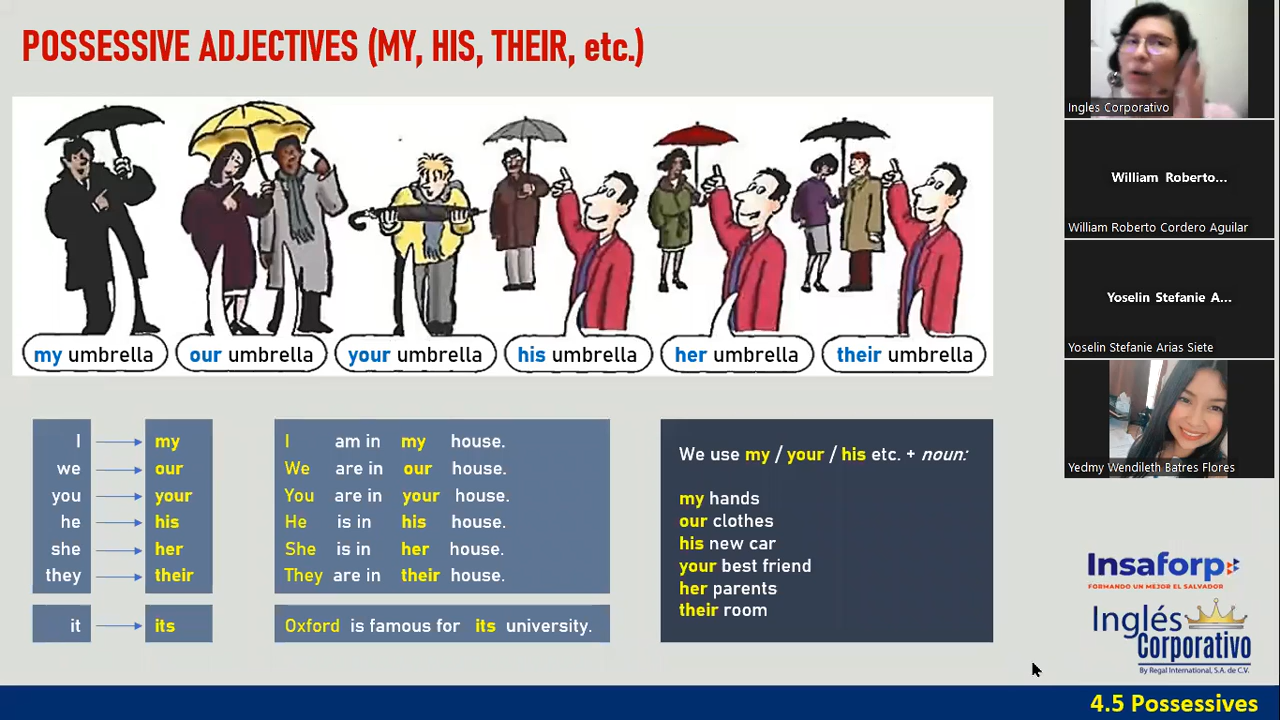 POSSESSIVE ADJECTIVES (MY, HIS, THEIR, etc.)
my umbrella
our umbrella
your umbrella
his umbrella
her umbrella
their umbrella
I → my
we → our
you → your
he → his
she → her
they → their
it → its
I am in my house.
We are in our house.
You are in your house.
He is in his house.
She is in her house.
They are in their house.
Oxford is famous for its university.
We use my / your / his etc. + noun:
my hands
our clothes
his new car
your best friend
her parents
their room
Ingles Corporativo
William Roberto...
William Roberto Cordero Aguilar
Yoselin Stefanie A...
Yoselin Stefanie Arias Siete
Yedmy Wendileth Batres Flores
Insaforp
FORMANDO UN MEJOR EL SALVADOR
Inglés
Corporativo
By Regal International, S.A. de C.V.
4.5 Possessives